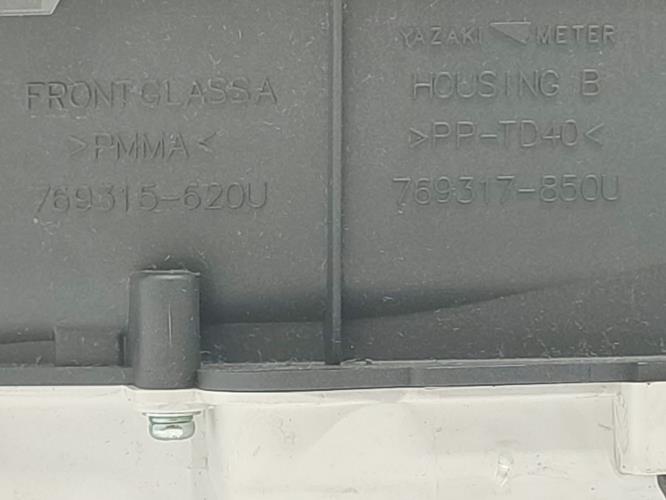 FRONT GLASS A
>PMMA<
769315-620U
YAZAKI METER
HOUSING B
>PP-TD40<
769317-850U